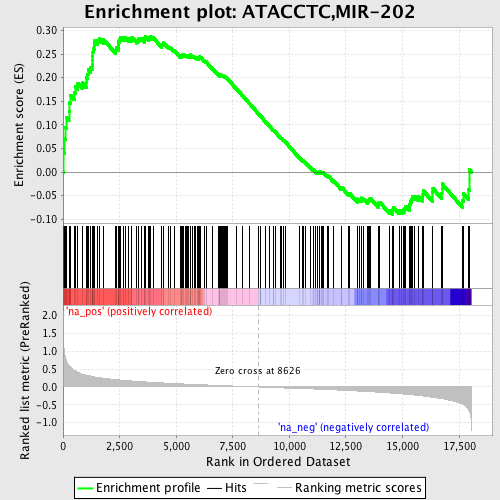 Enrichment plot: ATACCTC,MIR-202
Enrichment score (ES)
0.30
0.25
0.20
0.15
0.10
0.05
0.00
-0.05
-0.10
'na_pos' (positively correlated)
Ranked list metric (PreRanked)
2.0
1.5
1.0
0.5
0.0
-0.5
-1.0
Zero cross at 8626
'na_neg' (negatively correlated)
0
2,500
5,000
7,500
10,000
12,500
15,000
17,500
Rank in Ordered Dataset
Enrichment profile
Hits
Ranking metric scores